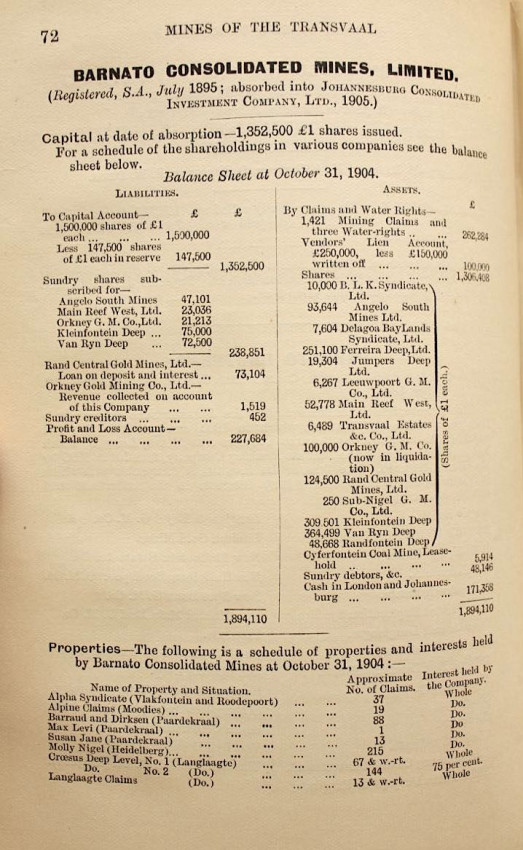 72
MINES OF THE TRANSVAAL
BARNATO CONSOLIDATED MINES, LIMITED.
(Registered, S.A., July 1895; absorbed into JOHANNESBURG CONSOLIDATED
INVESTMENT COMPANY, LTD., 1905.)
Capital at date of absorption—1,352,500 £1 shares issued.
For a schedule of the shareholdings in various companies see the balance
sheet below.
Balance Sheet at October 31, 1904.
LIABILITIES.
£ £
To Capital Account—
1,500,000 shares of £1
each ... ... ... 1,500,000
Less 147,500 shares
of £1 each in reserve 147,500
1,352,500
Sundry shares sub-
scribed for—
Angelo South Mines 47,101
Main Reef West, Ltd. 23,036
Orkney G. M. Co., Ltd. 21,213
Kleinfontein Deep ... 75,000
Van Ryn Deep ... 72,500
238,851
Rand Central Gold Mines, Ltd.—
Loan on deposit and interest ... 73,104
Orkney Gold Mining Co., Ltd.—
Revenue collected on account
of this Company ... ... 1,519
Sundry creditors ... ... ... 452
Profit and Loss Account—
Balance ... ... ... ... 227,684
1,894,110
ASSETS.
£
By Claims and Water Rights—
1,421 Mining Claims and
three Water-rights .. ... 262,284
Vendors' Lien Account,
£250,000, less £150,000
written off ... ... ... 100,000
Shares ... ... ... ... 1,306,408
10,000 B. L. K. Syndicate,
Ltd.
93,644 Angelo South
Mines Ltd.
7,604 Delagoa Bay Lands
Syndicate, Ltd.
251,100 Ferreira Deep, Ltd.
19,304 Jumpers Deep
Ltd.
6,267 Leeuwpoort G. M.
Co., Ltd.
52,778 Main Reef West,
Ltd.
6,489 Transvaal Estates
&c. Co., Ltd.
100,000 Orkney G. M. Co.
(now in liquida-
tion)
124,500 Rand Central Gold
Mines, Ltd.
250 Sub-Nigel G. M.
Co., Ltd.
309 501 Kleinfontein Deep
364,499 Van Ryn Deep
48,668 Randfontein Deep
(Shares of £1 each.)
Cyferfontein Coal Mine, Lease-
hold .. ... ... ... 5,914
Sundry debtors, &c. 48,146
Cash in London and Johannes-
burg ... ... ... ... 171,358
1,894,110
Properties—The following is a schedule of properties and interests held
by Barnato Consolidated Mines at October 31, 1904:—
Name of Property and Situation. Approximate No. of Claims. Interest held by the Company.
Alpha Syndicate (Vlakfontein and Roodepoort) ... ... 37 Whole
Alpine Claims (Moodies) ... ... ... ... ... 19 Do.
Barraud and Dirksen (Paardekraal) ... ... ... 88 Do.
Max Levi (Paardekraal) ... ... ... ... ... 1 Do
Susan Jane (Paardekraal) ... ... ... ... 13 Do.
Molly Nigel (Heidelberg)... ... ... ... ... 215 Do.
Crœsus Deep Level, No. 1 (Langlaagte) ... ... ... 67 & w.-rt. Whole
Do. No. 2 (Do.) ... ... ... 144 75 per cent.
Langlaagte Claims (Do.) ... ... ... 13 & w.-rt. Whole